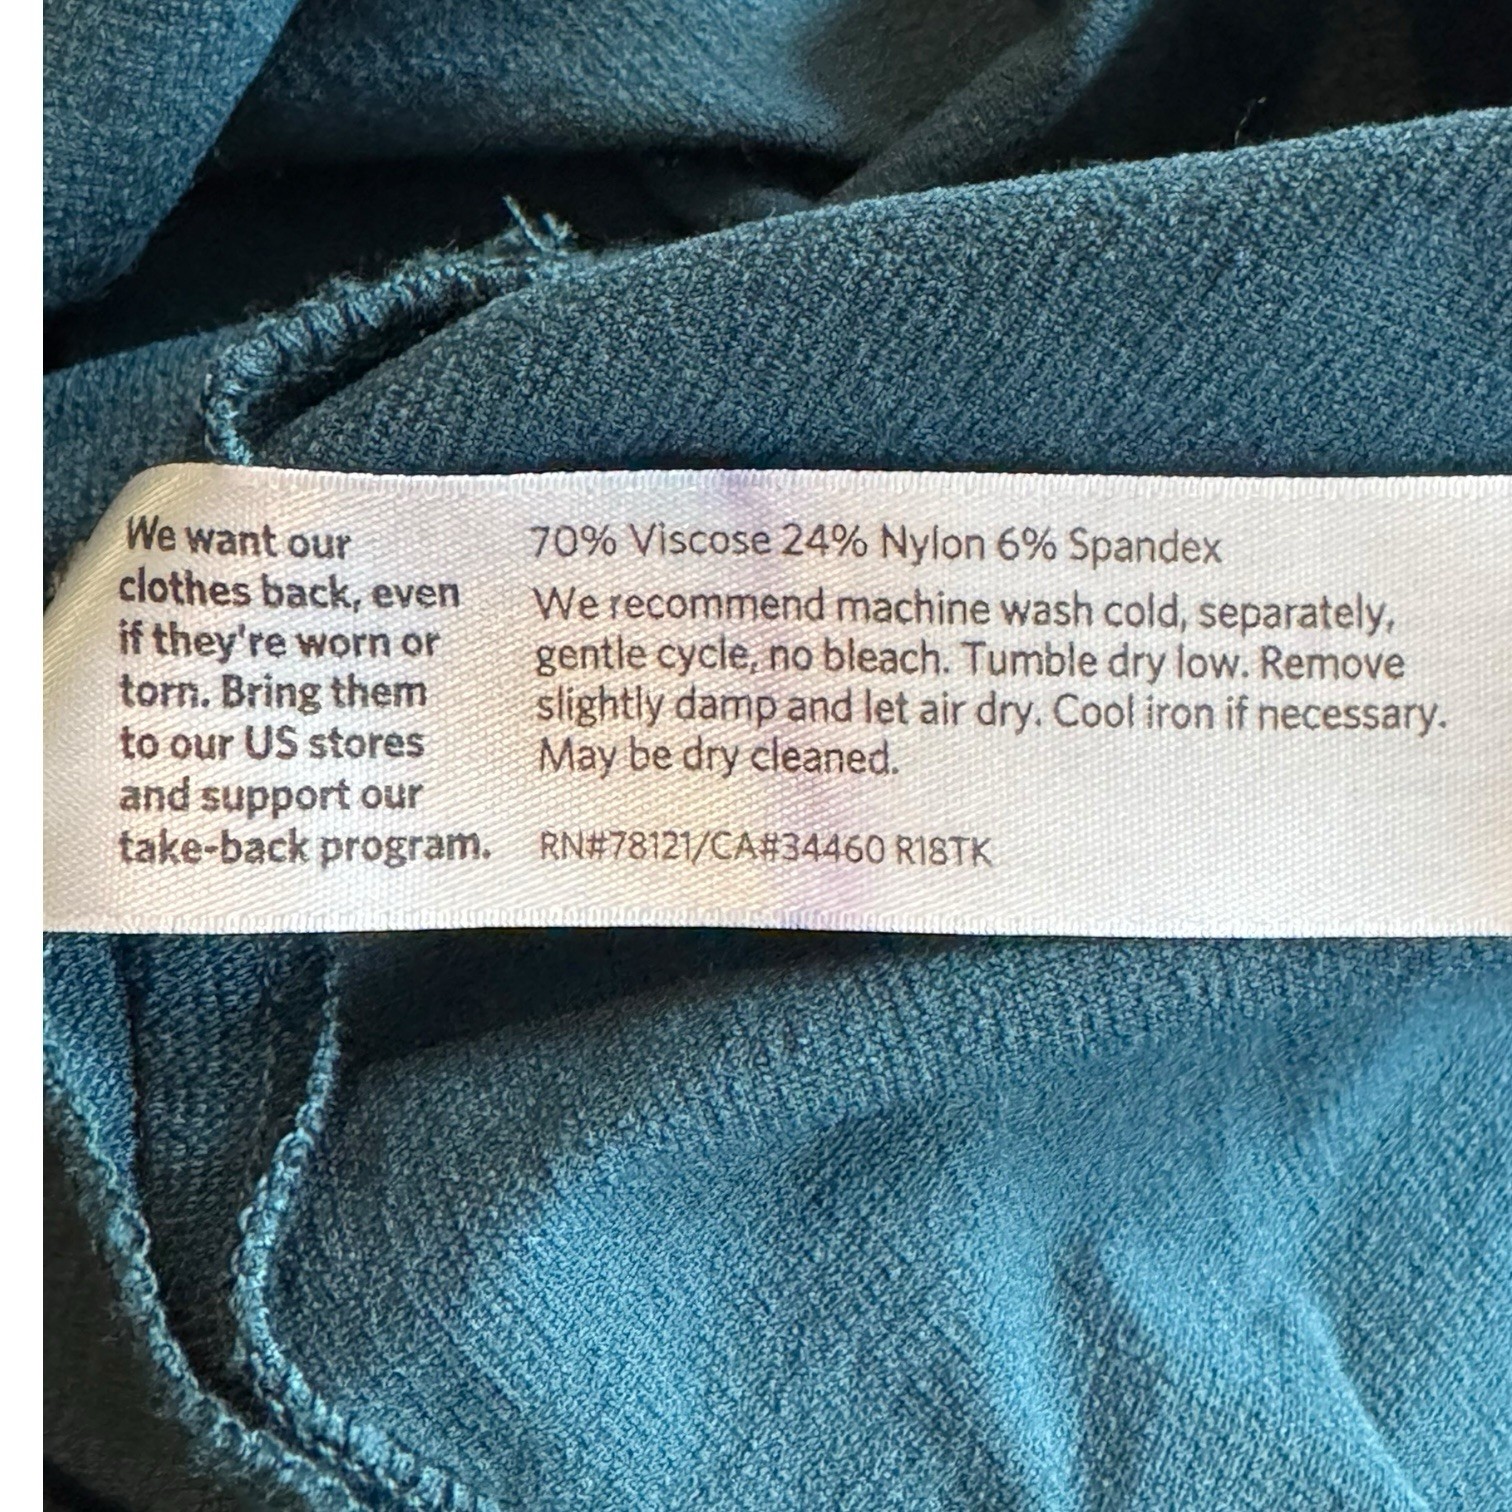 We want our
clothes back, even
if they're worn or
torn. Bring them
to our US stores
and support our
take-back program.
70% Viscose 24% Nylon 6% Spandex
We recommend machine wash cold, separately,
gentle cycle, no bleach. Tumble dry low. Remove
slightly damp and let air dry. Cool iron if necessary.
May be dry cleaned.
RN#78121/CA#34460 R18TK